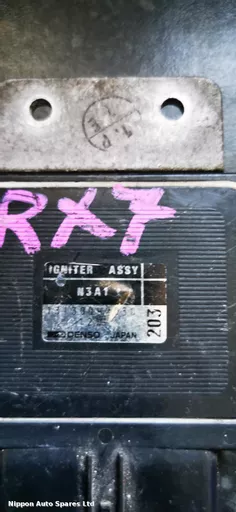 RX7
IGNITER ASSY
N3A1
203
DENSO JAPAN
Nippon Auto Spares Ltd